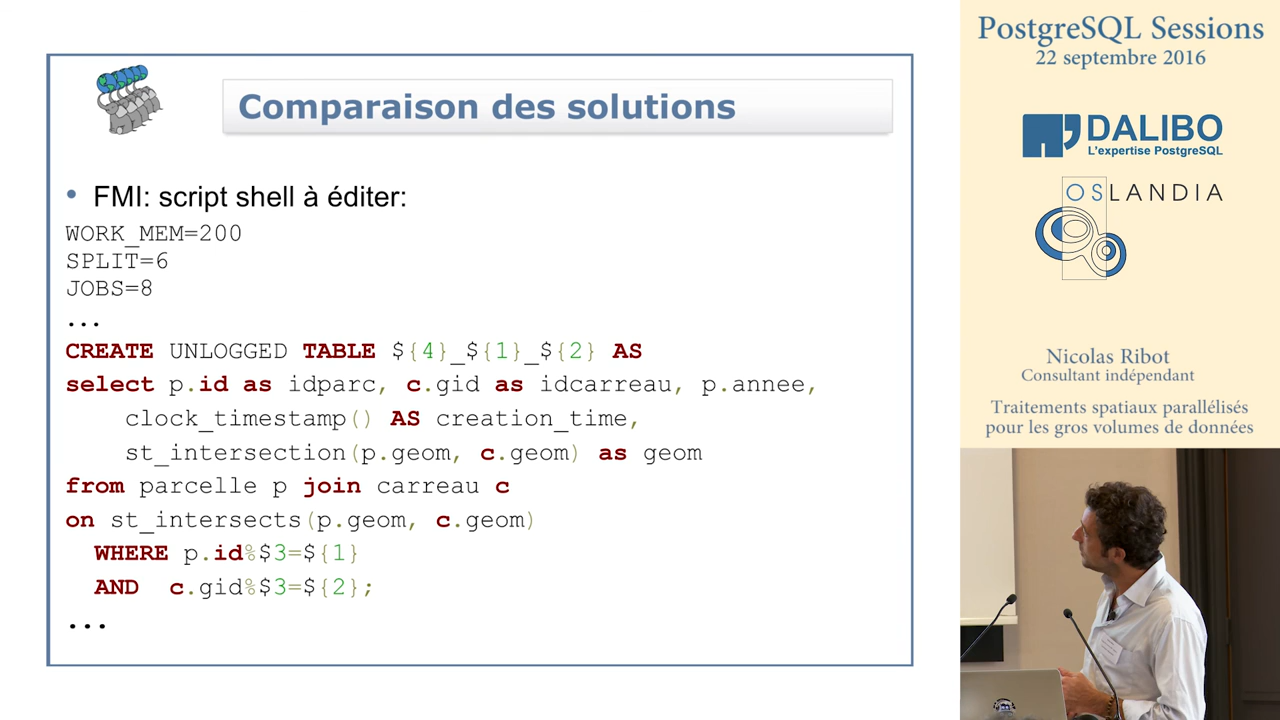 Comparaison des solutions
• FMI: script shell à éditer:
WORK_MEM=200
SPLIT=6
JOBS=8
...
CREATE UNLOGGED TABLE ${4}_${1}_${2} AS
select p.id as idparc, c.gid as idcarreau, p.annee,
clock_timestamp() AS creation_time,
st_intersection(p.geom, c.geom) as geom
from parcelle p join carreau c
on st_intersects(p.geom, c.geom)
WHERE p.id%$3=${1}
AND c.gid%$3=${2};
...
PostgreSQL Sessions
22 septembre 2016
DALIBO
L'expertise PostgreSQL
OSLANDIA
Nicolas Ribot
Consultant indépendant
Traitements spatiaux parallélisés
pour les gros volumes de données